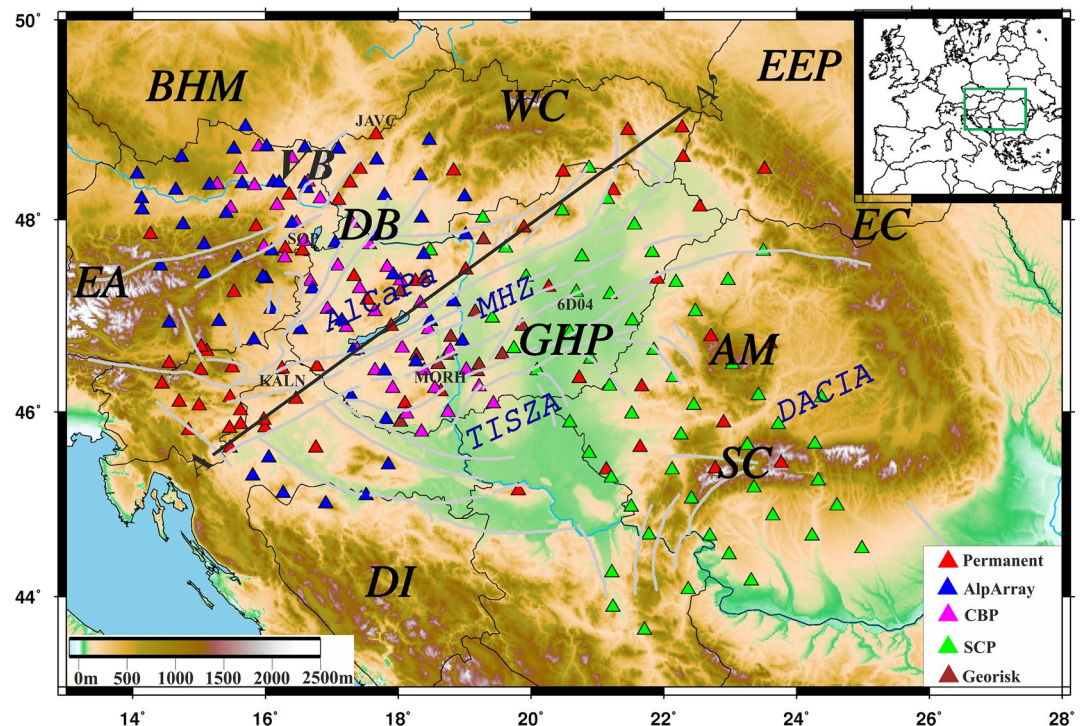 50°
48°
46°
44°
BHM
EEP
WC
JAVC
A'
VB
DB
SOP
EC
EA
AlCaPa
MHZ
6D04
GHP
AM
KALN
MORH
TISZA
DACIA
A
SC
DI
Permanent
AlpArray
CBP
SCP
Georisk
0m 500 1000 1500 2000 2500m
14° 16° 18° 20° 22° 24° 26° 28°